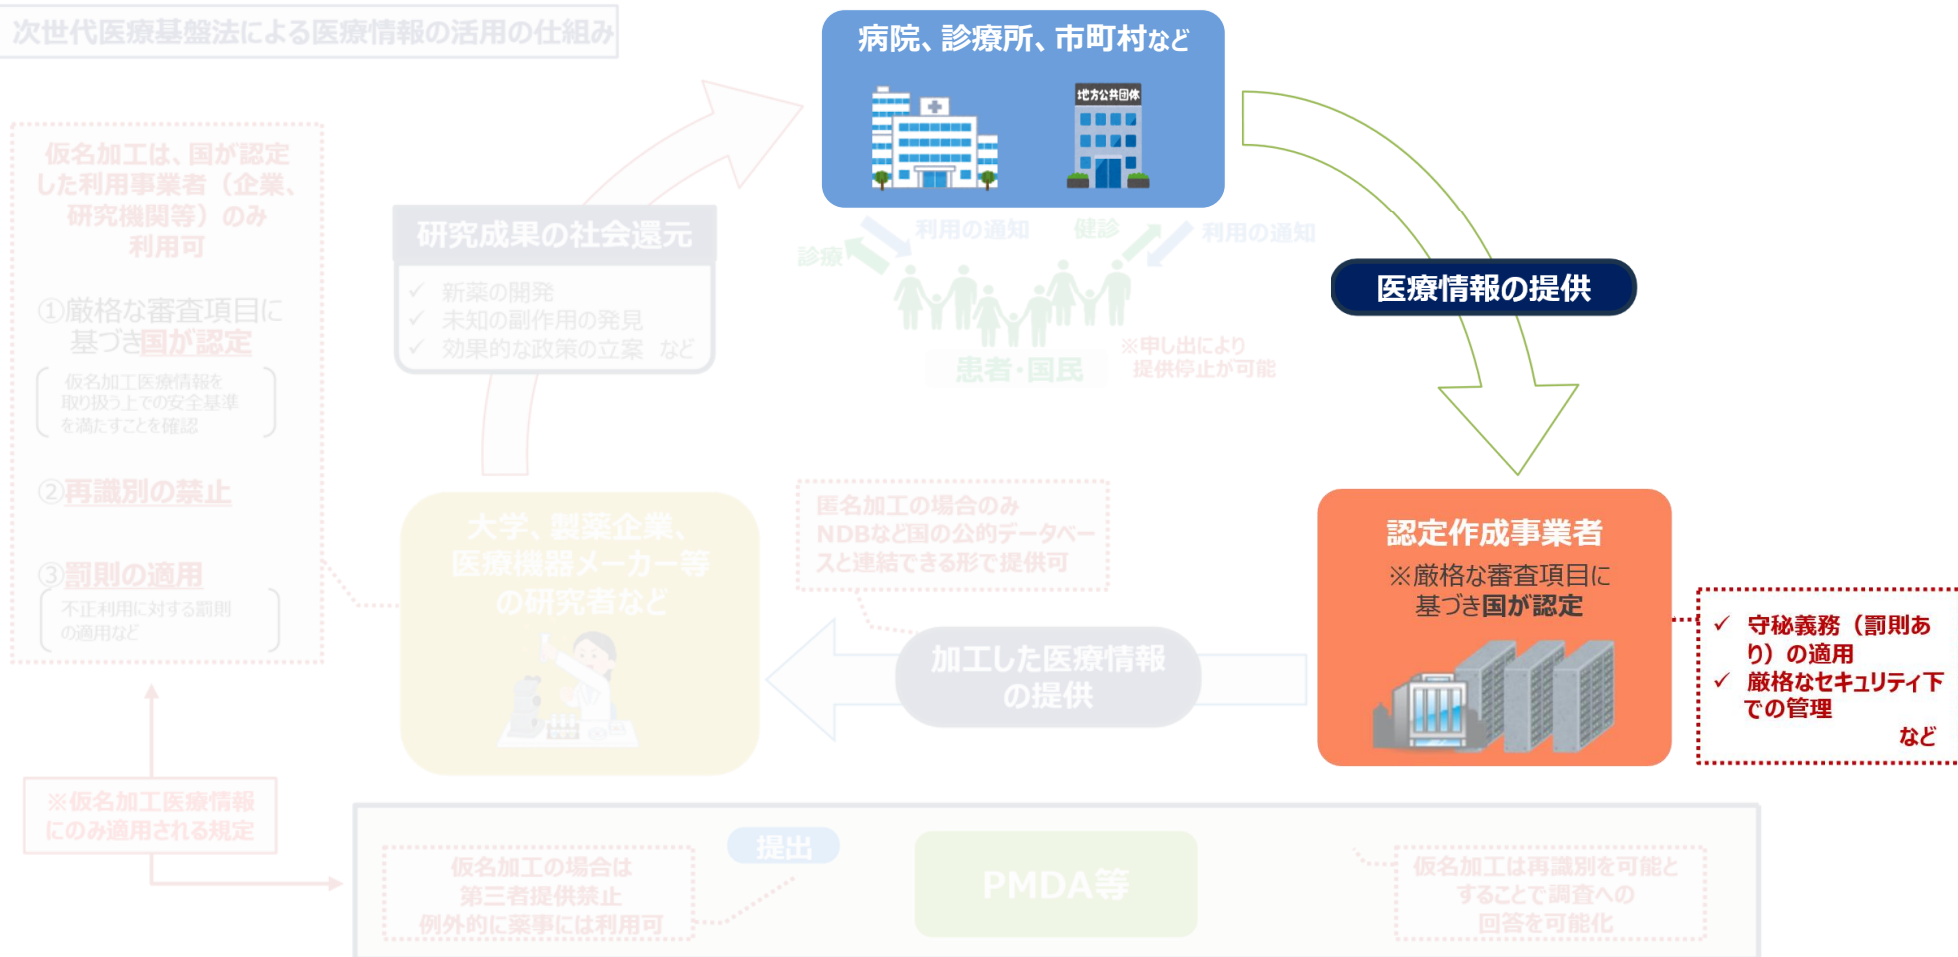 次世代医療基盤法による医療情報の活用の仕組み
病院、診療所、市町村など
地方公共団体
利用の通知
健診
利用の通知
診療
患者・国民
※申し出により
提供停止が可能
医療情報の提供
仮名加工は、国が認定
した利用事業者（企業、
研究機関等）のみ
利用可
①厳格な審査項目に
基づき国が認定
仮名加工医療情報を
取り扱う上での安全基準
を満たすことを確認
②再識別の禁止
③罰則の適用
不正利用に対する罰則
の適用など
研究成果の社会還元
✓ 新薬の開発
✓ 未知の副作用の発見
✓ 効果的な政策の立案 など
大学、製薬企業、
医療機器メーカー等
の研究者など
匿名加工の場合のみ
NDBなど国の公的データベー
スと連結できる形で提供可
加工した医療情報
の提供
認定作成事業者
※厳格な審査項目に
基づき国が認定
✓ 守秘義務（罰則あ
り）の適用
✓ 厳格なセキュリティ下
での管理
など
※仮名加工医療情報
にのみ適用される規定
仮名加工の場合は
第三者提供禁止
例外的に薬事には利用可
提出
PMDA等
仮名加工は再識別を可能と
することで調査への
回答を可能化